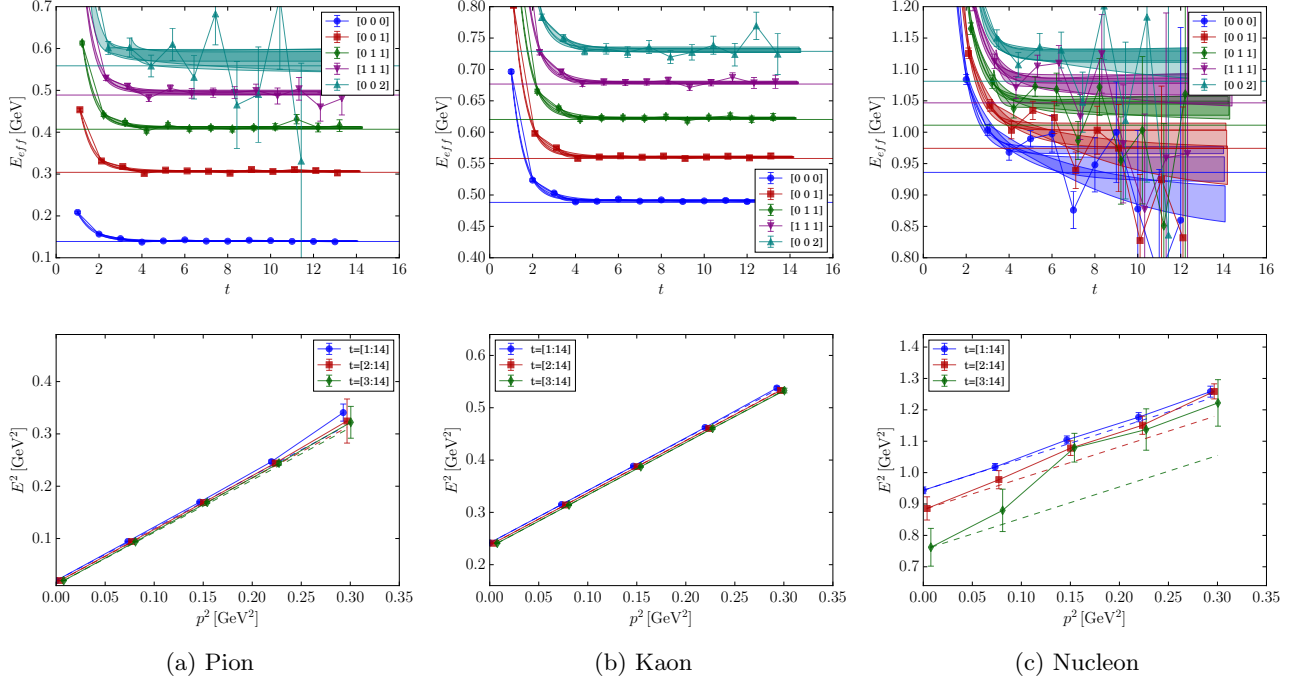 0.7
0.6
0.5
0.4
0.3
0.2
0.1
E_eff [GeV]
0 2 4 6 8 10 12 14 16
t
[0 0 0]
[0 0 1]
[0 1 1]
[1 1 1]
[0 0 2]
0.80
0.75
0.70
0.65
0.60
0.55
0.50
0.45
0.40
E_eff [GeV]
0 2 4 6 8 10 12 14 16
t
[0 0 0]
[0 0 1]
[0 1 1]
[1 1 1]
[0 0 2]
1.20
1.15
1.10
1.05
1.00
0.95
0.90
0.85
0.80
E_eff [GeV]
0 2 4 6 8 10 12 14 16
t
[0 0 0]
[0 0 1]
[0 1 1]
[1 1 1]
[0 0 2]
0.4
0.3
0.2
0.1
E² [GeV²]
0.00 0.05 0.10 0.15 0.20 0.25 0.30 0.35
p² [GeV²]
t=[1:14]
t=[2:14]
t=[3:14]
0.6
0.5
0.4
0.3
0.2
E² [GeV²]
0.00 0.05 0.10 0.15 0.20 0.25 0.30 0.35
p² [GeV²]
t=[1:14]
t=[2:14]
t=[3:14]
1.4
1.3
1.2
1.1
1.0
0.9
0.8
0.7
E² [GeV²]
0.00 0.05 0.10 0.15 0.20 0.25 0.30 0.35
p² [GeV²]
t=[1:14]
t=[2:14]
t=[3:14]
(a) Pion
(b) Kaon
(c) Nucleon